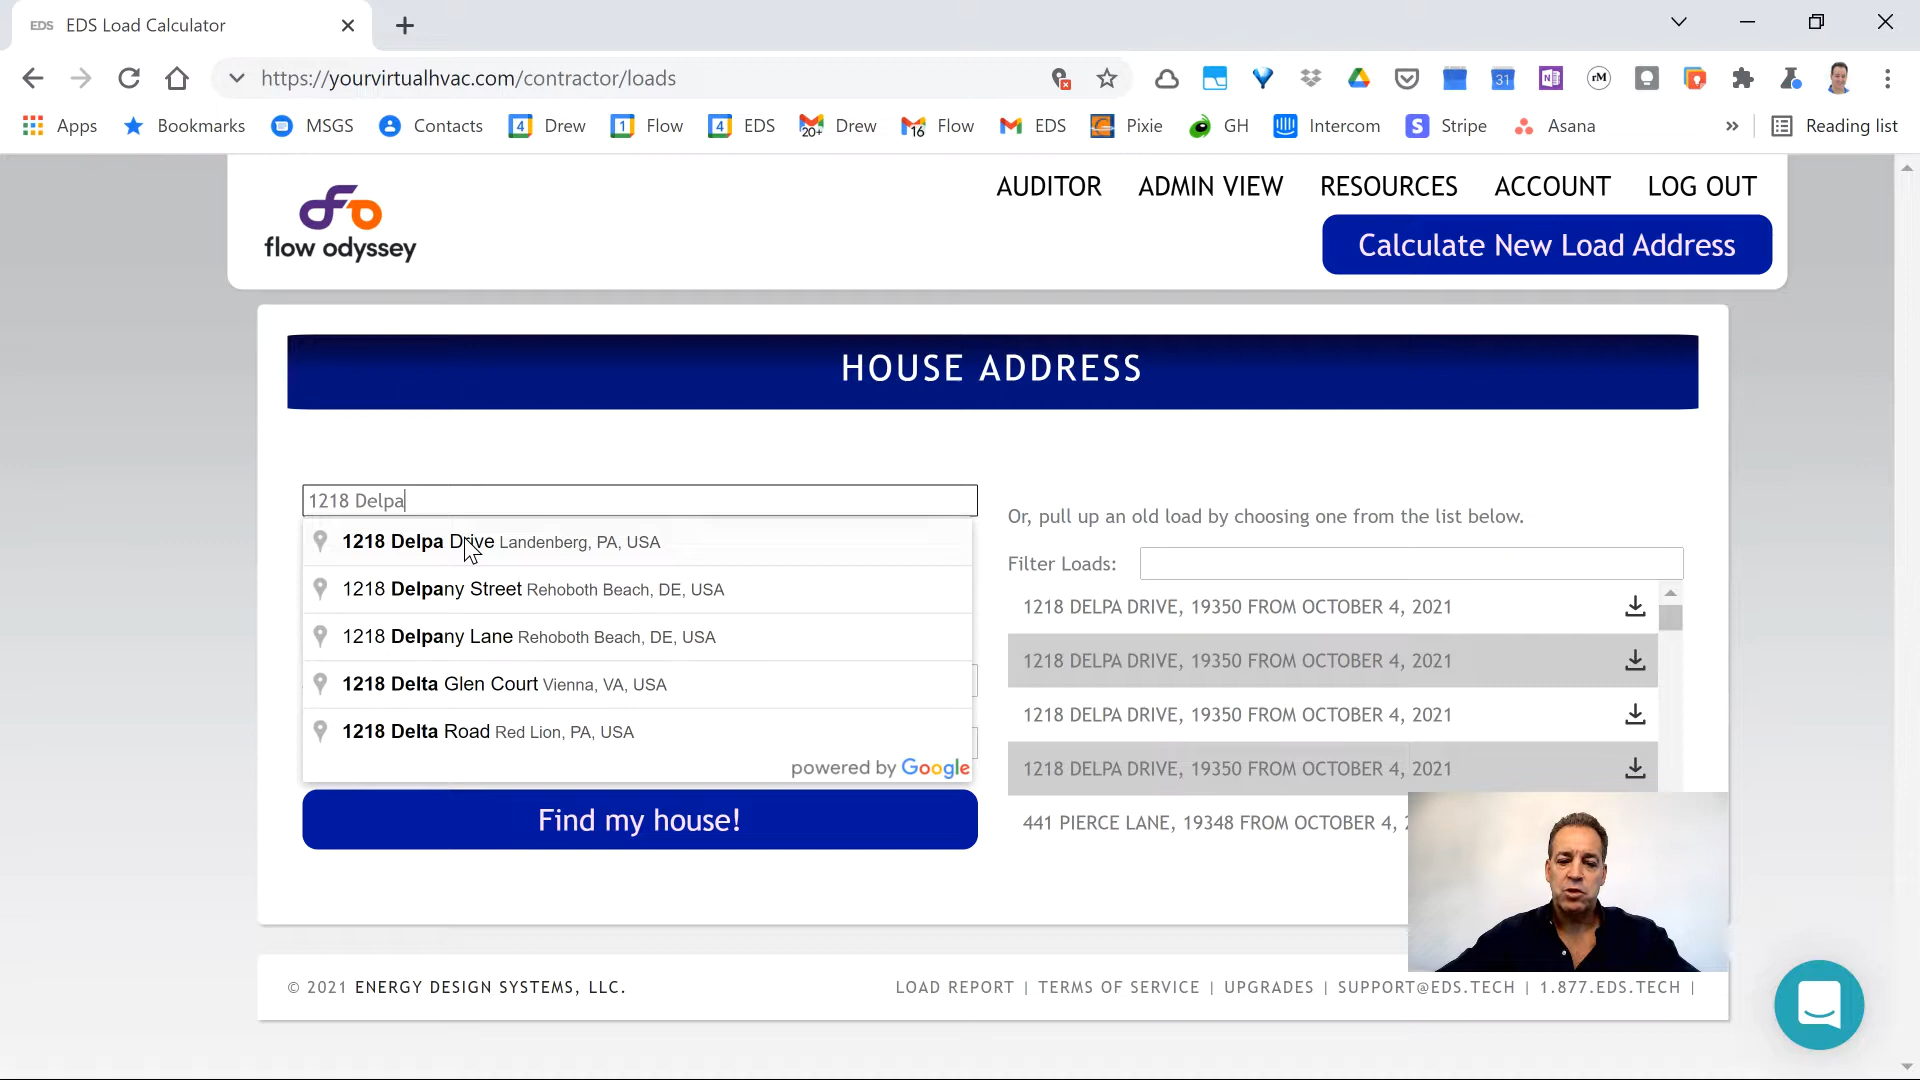 EDS EDS Load Calculator
https://yourvirtualhvac.com/contractor/loads
31 N rM
Apps Bookmarks MSGS Contacts 4 Drew 1 Flow 4 EDS 20+ Drew 16 Flow EDS Pixie GH Intercom S Stripe Asana » Reading list
flow odyssey
AUDITOR ADMIN VIEW RESOURCES ACCOUNT LOG OUT
Calculate New Load Address
HOUSE ADDRESS
1218 Delpa
1218 Delpa Drive Landenberg, PA, USA
1218 Delpany Street Rehoboth Beach, DE, USA
1218 Delpany Lane Rehoboth Beach, DE, USA
1218 Delta Glen Court Vienna, VA, USA
1218 Delta Road Red Lion, PA, USA
powered by Google
Find my house!
Or, pull up an old load by choosing one from the list below.
Filter Loads:
1218 DELPA DRIVE, 19350 FROM OCTOBER 4, 2021
1218 DELPA DRIVE, 19350 FROM OCTOBER 4, 2021
1218 DELPA DRIVE, 19350 FROM OCTOBER 4, 2021
1218 DELPA DRIVE, 19350 FROM OCTOBER 4, 2021
441 PIERCE LANE, 19348 FROM OCTOBER 4,
© 2021 ENERGY DESIGN SYSTEMS, LLC.
LOAD REPORT | TERMS OF SERVICE | UPGRADES | SUPPORT@EDS.TECH | 1.877.EDS.TECH |